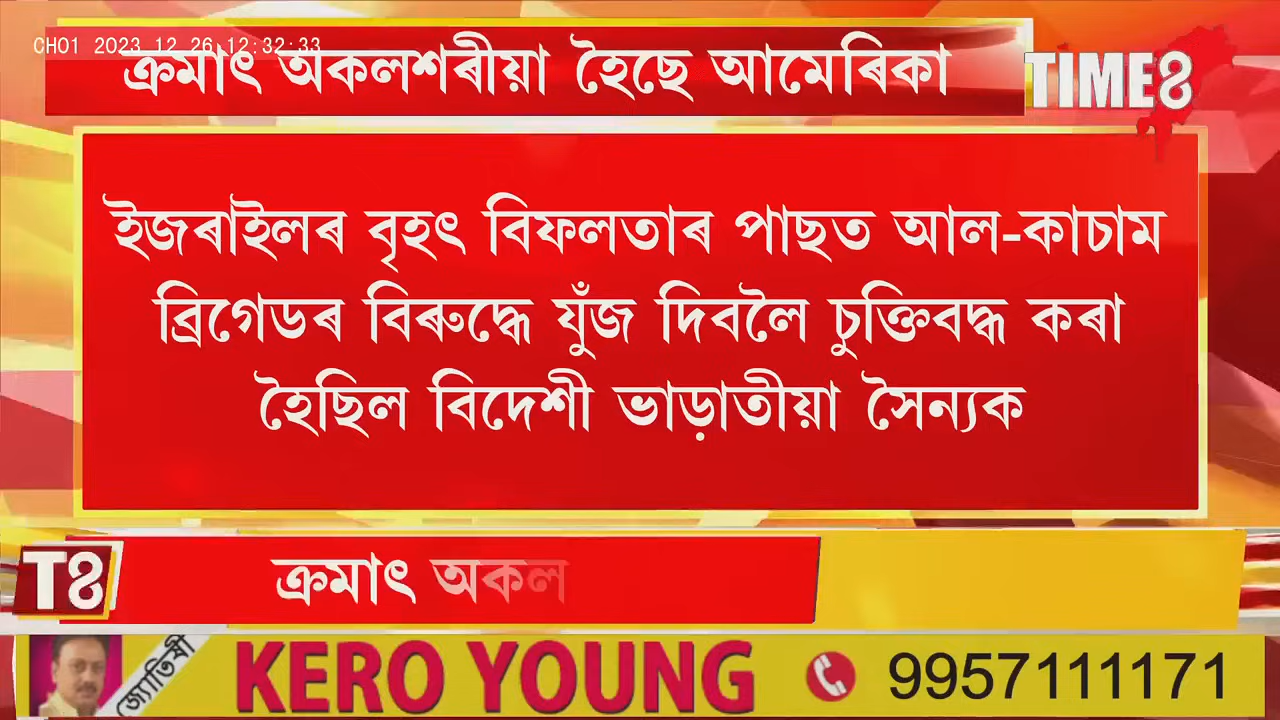 CH01 2023 12 26 12:32:33
ক্ৰমাৎ অকলশৰীয়া হৈছে আমেৰিকা
TIME8
ইজৰাইলৰ বৃহৎ বিফলতাৰ পাছত আল-কাচাম
ব্ৰিগেডৰ বিৰুদ্ধে যুঁজ দিবলৈ চুক্তিবদ্ধ কৰা
হৈছিল বিদেশী ভাড়াতীয়া সৈন্যক
T8
ক্ৰমাৎ অকল
জ্যোতিষী
KERO YOUNG
9957111171